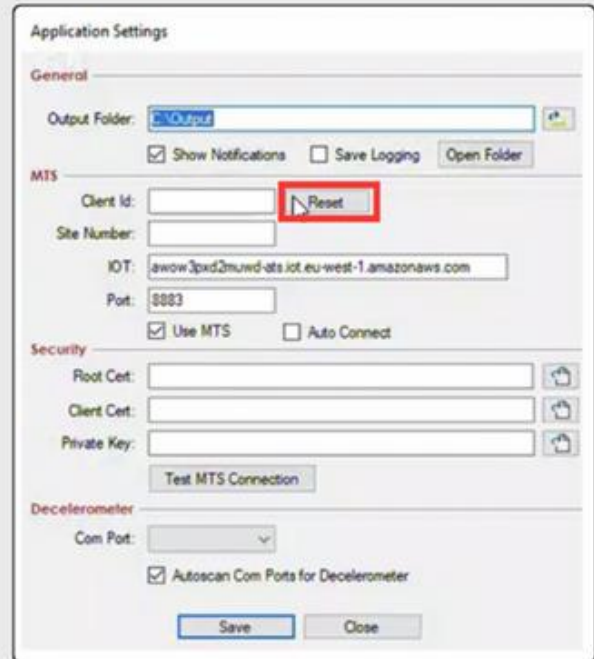 Application Settings
General
Output Folder: C:\Output
Show Notifications Save Logging Open Folder
MTS
Client Id: Reset
Site Number:
IOT: awow3pxd2muwd-ats.iot.eu-west-1.amazonaws.com
Port: 8883
Use MTS Auto Connect
Security
Root Cert:
Client Cert:
Private Key:
Test MTS Connection
Decelerometer
Com Port:
Autoscan Com Ports for Decelerometer
Save Close